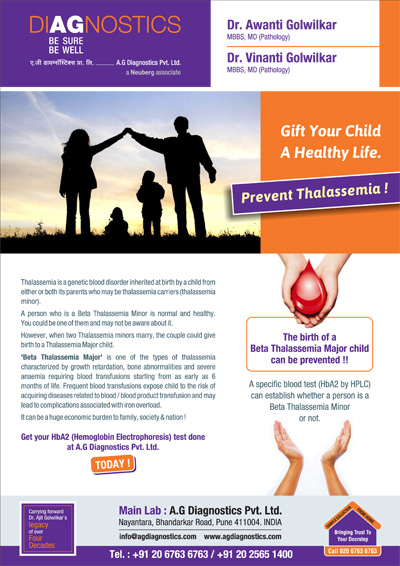 DIAGNOSTICS
BE SURE
BE WELL
ए.जी डायग्नॉस्टिक्स प्रा. लि. .......... A.G Diagnostics Pvt. Ltd.
a Neuberg associate
Dr. Awanti Golwilkar
MBBS, MD (Pathology)
Dr. Vinanti Golwilkar
MBBS, MD (Pathology)
Gift Your Child
A Healthy Life.
Prevent Thalassemia !
Thalassemia is a genetic blood disorder inherited at birth by a child from
either or both its parents who may be thalassemia carriers (thalassemia
minor).
A person who is a Beta Thalassemia Minor is normal and healthy.
You could be one of them and may not be aware about it.
However, when two Thalassemia minors marry, the couple could give
birth to a Thalassemia Major child.
'Beta Thalassemia Major' is one of the types of thalassemia
characterized by growth retardation, bone abnormalities and severe
anaemia requiring blood transfusions starting from as early as 6
months of life. Frequent blood transfusions expose child to the risk of
acquiring diseases related to blood / blood product transfusion and may
lead to complications associated with iron overload.
It can be a huge economic burden to family, society & nation !
Get your HbA2 (Hemoglobin Electrophoresis) test done
at A.G Diagnostics Pvt. Ltd.
TODAY !
The birth of a
Beta Thalassemia Major child
can be prevented !!
A specific blood test (HbA2 by HPLC)
can establish whether a person is a
Beta Thalassemia Minor
or not.
Carrying forward
Dr. Ajit Golwilkar's
legacy
of over
Four
Decades
Main Lab : A.G Diagnostics Pvt. Ltd.
Nayantara, Bhandarkar Road, Pune 411004. INDIA
info@agdiagnostics.com www.agdiagnostics.com
Tel. : +91 20 6763 6763 / +91 20 2565 1400
Bringing Trust To
Your Doorstep
Call 020 6763 6763